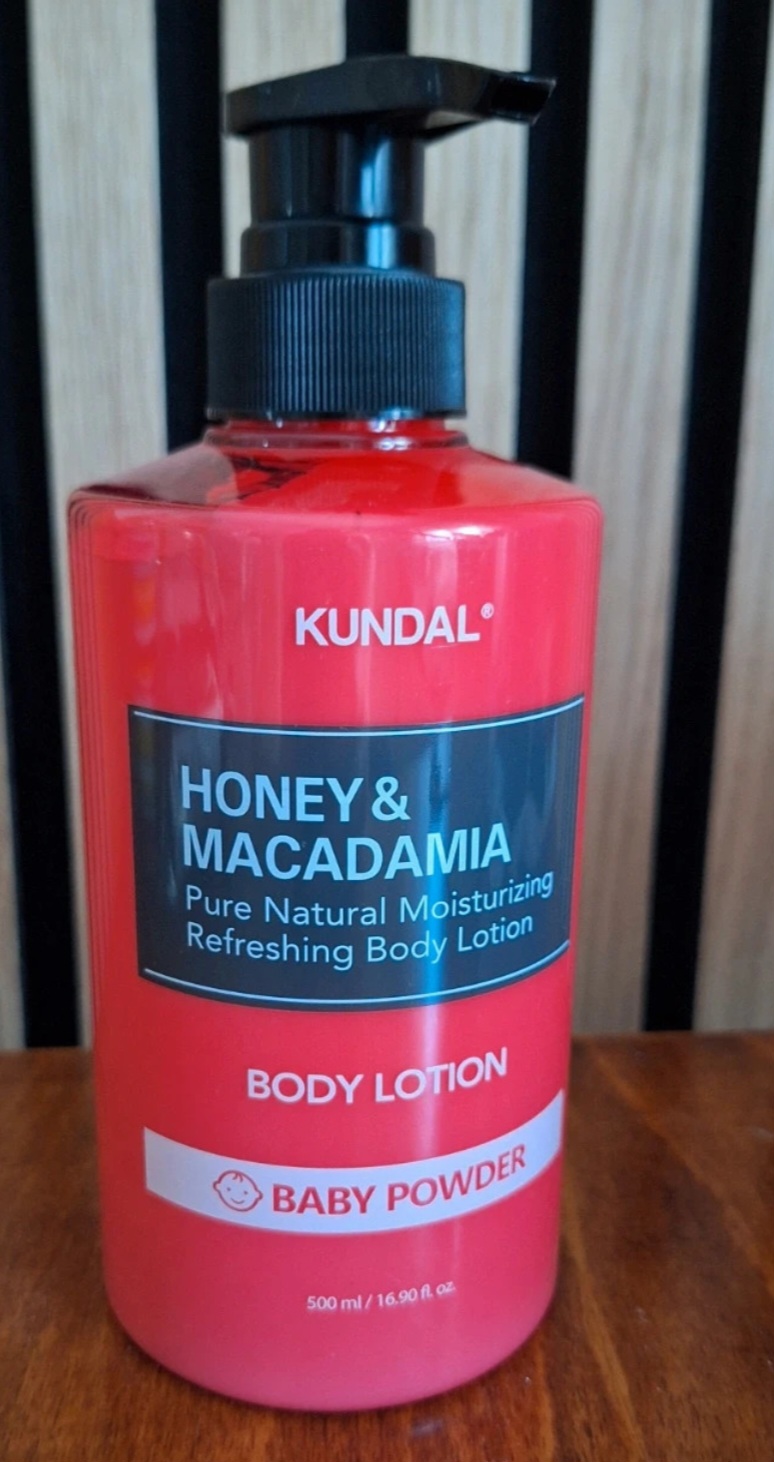 KUNDAL®
HONEY &
MACADAMIA
Pure Natural Moisturizing
Refreshing Body Lotion
BODY LOTION
BABY POWDER
500 ml / 16.90 fl. oz.